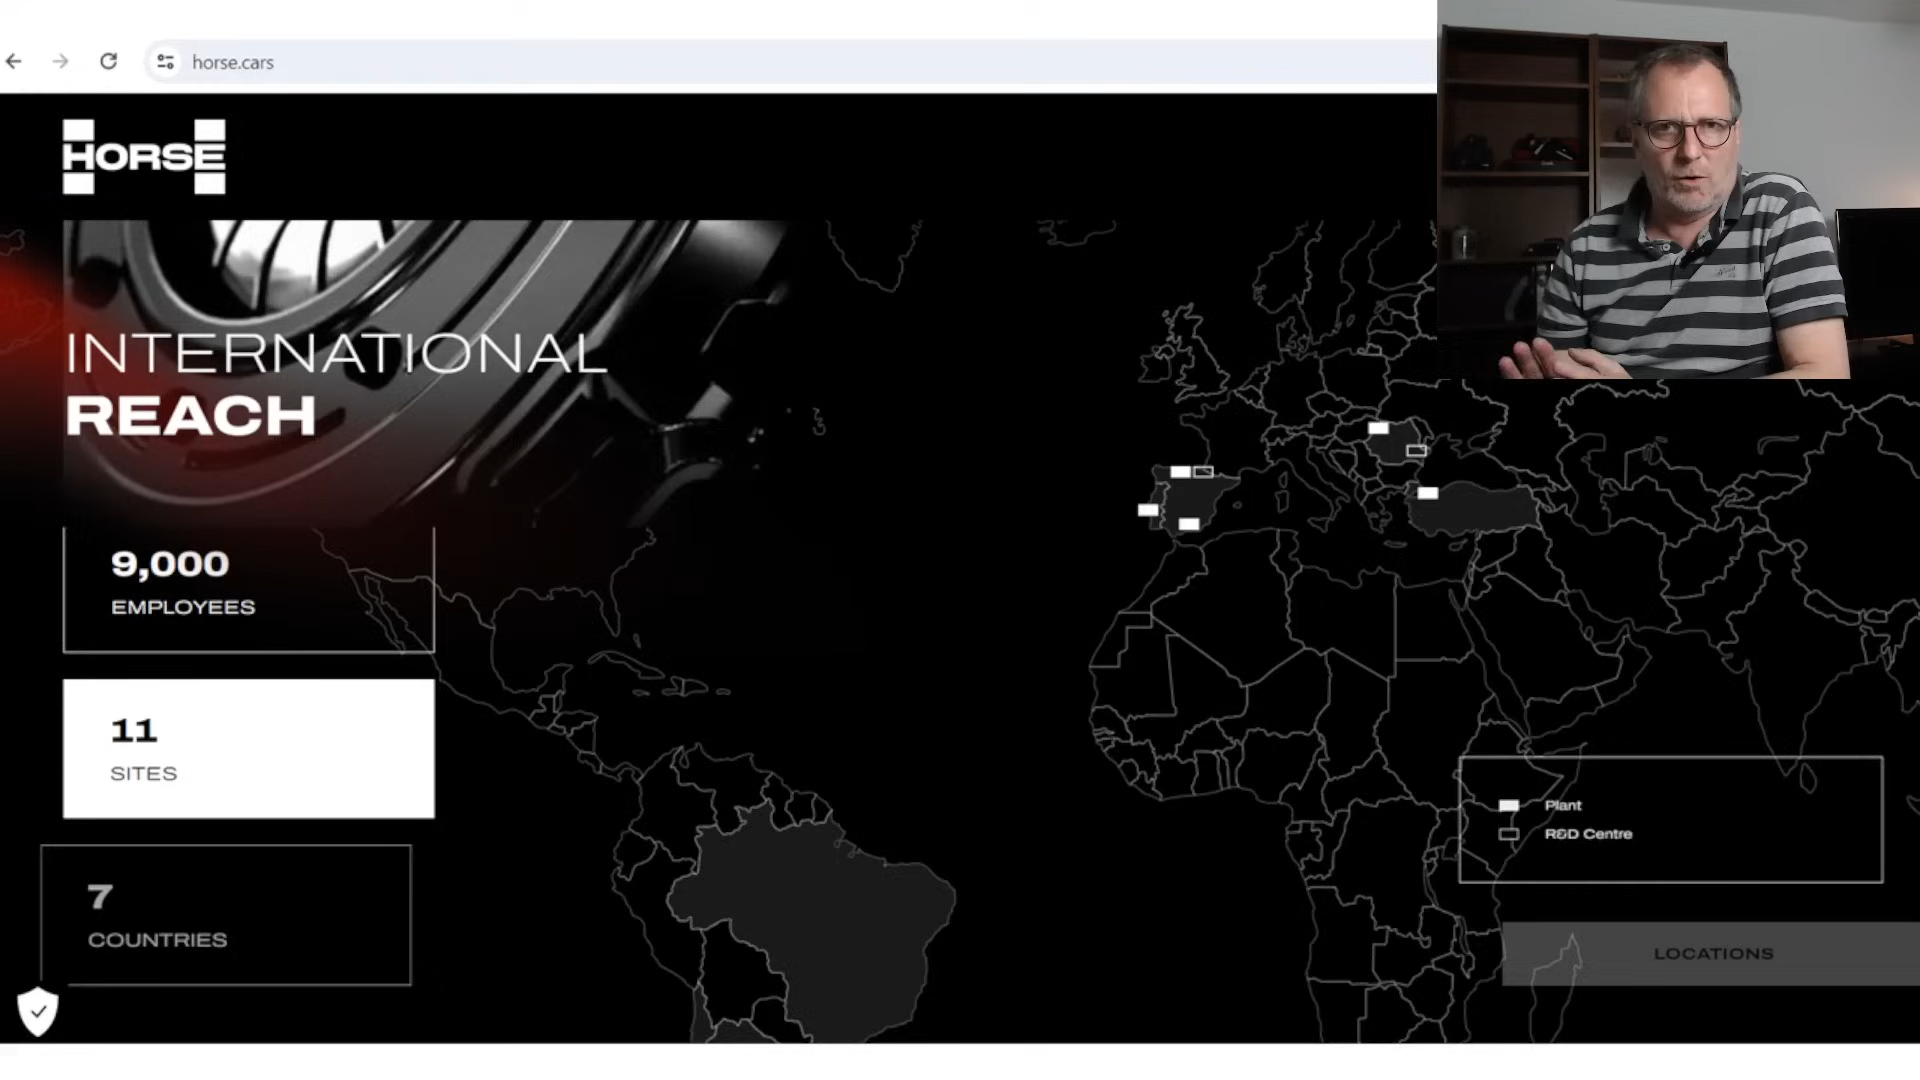 horse.cars
HORSE
INTERNATIONAL
REACH
9,000
EMPLOYEES
11
SITES
7
COUNTRIES
Plant
R&D Centre
LOCATIONS